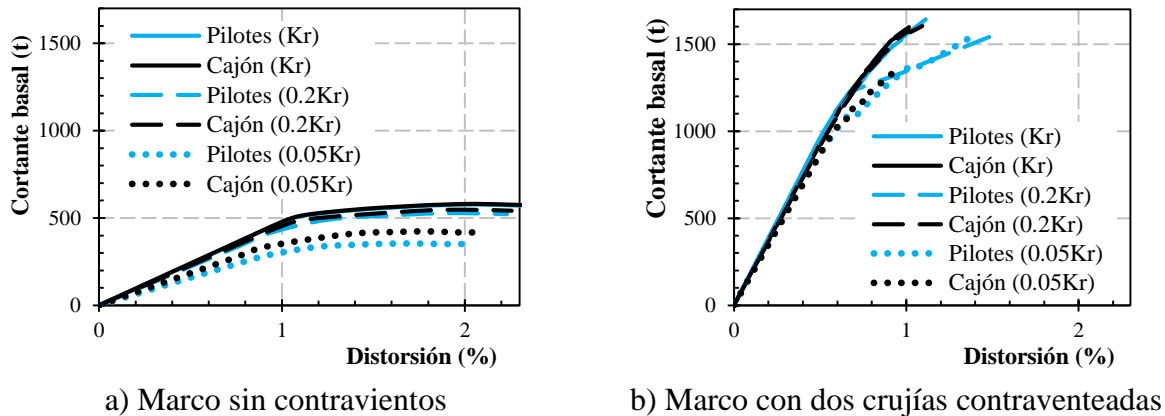 Cortante basal (t)
1500
1000
500
0
Pilotes (Kr)
Cajón (Kr)
Pilotes (0.2Kr)
Cajón (0.2Kr)
Pilotes (0.05Kr)
Cajón (0.05Kr)
0
1
2
Distorsión (%)
a) Marco sin contravientos
Cortante basal (t)
1500
1000
500
0
Pilotes (Kr)
Cajón (Kr)
Pilotes (0.2Kr)
Cajón (0.2Kr)
Pilotes (0.05Kr)
Cajón (0.05Kr)
0
1
2
Distorsión (%)
b) Marco con dos crujías contraventeadas